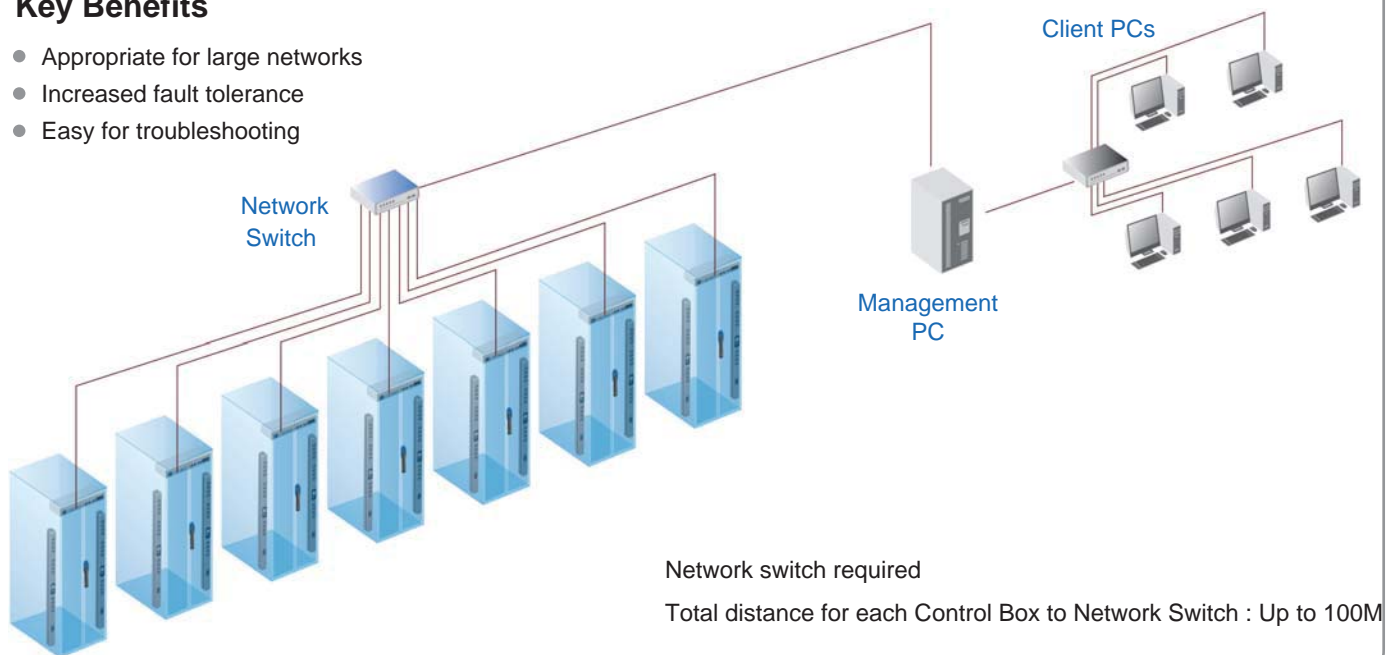 Key Benefits
Appropriate for large networks
Increased fault tolerance
Easy for troubleshooting
Client PCs
Network
Switch
Management
PC
Network switch required
Total distance for each Control Box to Network Switch : Up to 100M